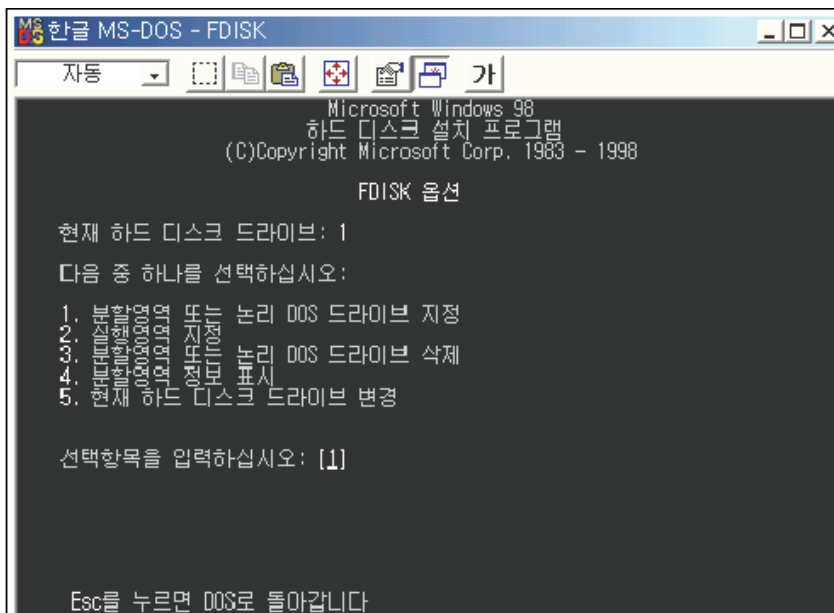 한글 MS-DOS - FDISK
자동
가
Microsoft Windows 98
하드 디스크 설치 프로그램
(C)Copyright Microsoft Corp. 1983 - 1998
FDISK 옵션
현재 하드 디스크 드라이브: 1
다음 중 하나를 선택하십시오:
1. 분할영역 또는 논리 DOS 드라이브 지정
2. 실행영역 지정
3. 분할영역 또는 논리 DOS 드라이브 삭제
4. 분할영역 정보 표시
5. 현재 하드 디스크 드라이브 변경
선택항목을 입력하십시오: [1]
Esc를 누르면 DOS로 돌아갑니다